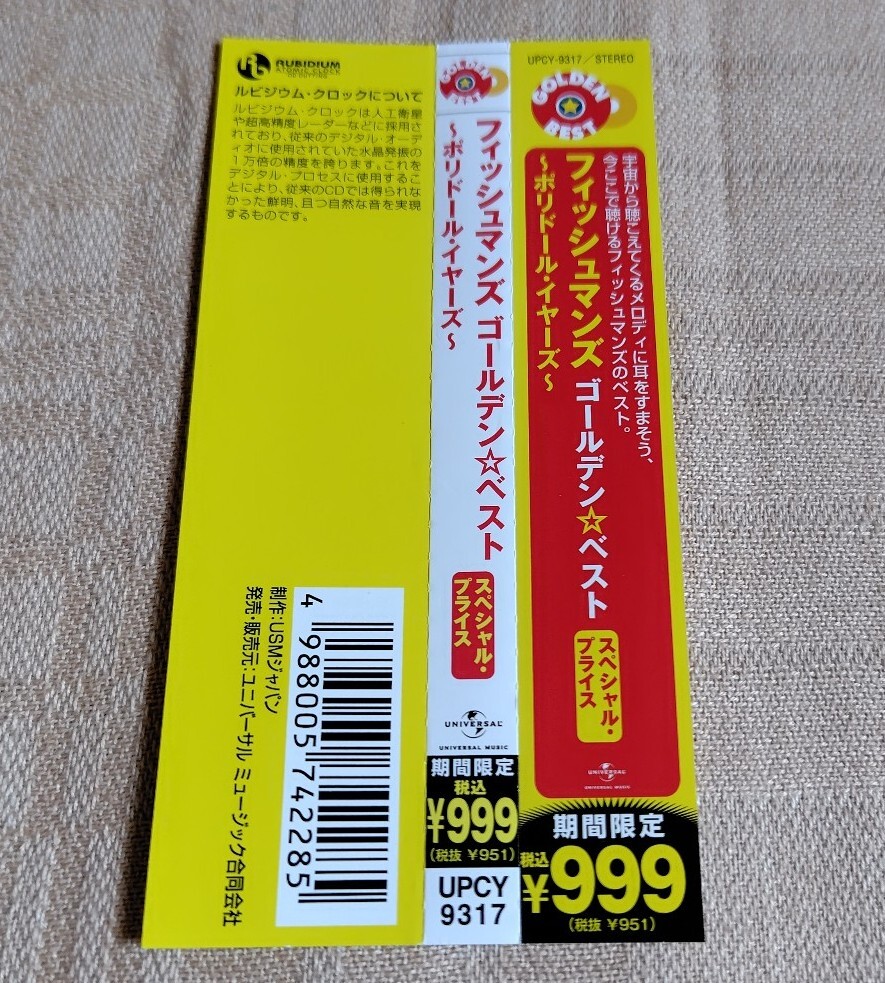 RUBIDIUM
ATOMIC CLOCK
CD CUTTING
ルビジウム・クロックについて
ルビジウム・クロックは人工衛星
や超高精度レーダーなどに採用さ
れており、従来のデジタル・オーデ
ィオに使用されていた水晶発振の
1万倍の精度を誇ります。これを
デジタル・プロセスに使用するこ
とにより、従来のCDでは得られな
かった鮮明、且つ自然な音を実現
するものです。
4 988005 742285
制作:USMジャパン
発売・販売元:ユニバーサル ミュージック合同会社
GOLDEN
BEST
フィッシュマンズ ゴールデン☆ベスト
〜ポリドール・イヤーズ〜
スペシャル・
プライス
UNIVERSAL
UNIVERSAL MUSIC
期間限定
税込
¥999
(税抜 ¥951)
UPCY
9317
UPCY-9317/STEREO
GOLDEN
BEST
宇宙から聴こえてくるメロディに耳をすまそう、
今ここで聴けるフィッシュマンズのベスト。
フィッシュマンズ ゴールデン☆ベスト
〜ポリドール・イヤーズ〜
スペシャル・
プライス
UNIVERSAL
UNIVERSAL MUSIC
期間限定
税込
¥999
(税抜 ¥951)